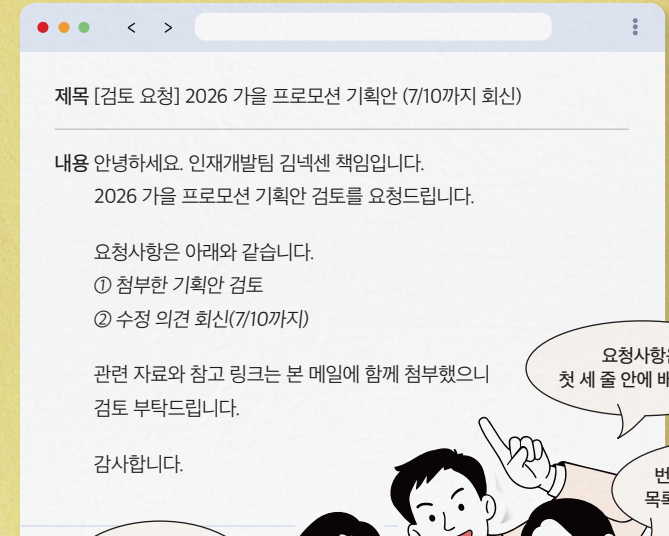 제목 [검토 요청] 2026 가을 프로모션 기획안 (7/10까지 회신)
내용 안녕하세요. 인재개발팀 김넥센 책임입니다.
2026 가을 프로모션 기획안 검토를 요청드립니다.
요청사항은 아래와 같습니다.
① 첨부한 기획안 검토
② 수정 의견 회신(7/10까지)
관련 자료와 참고 링크는 본 메일에 함께 첨부했으니
검토 부탁드립니다.
감사합니다.
요청사항은
첫 세 줄 안에 배
번
목록